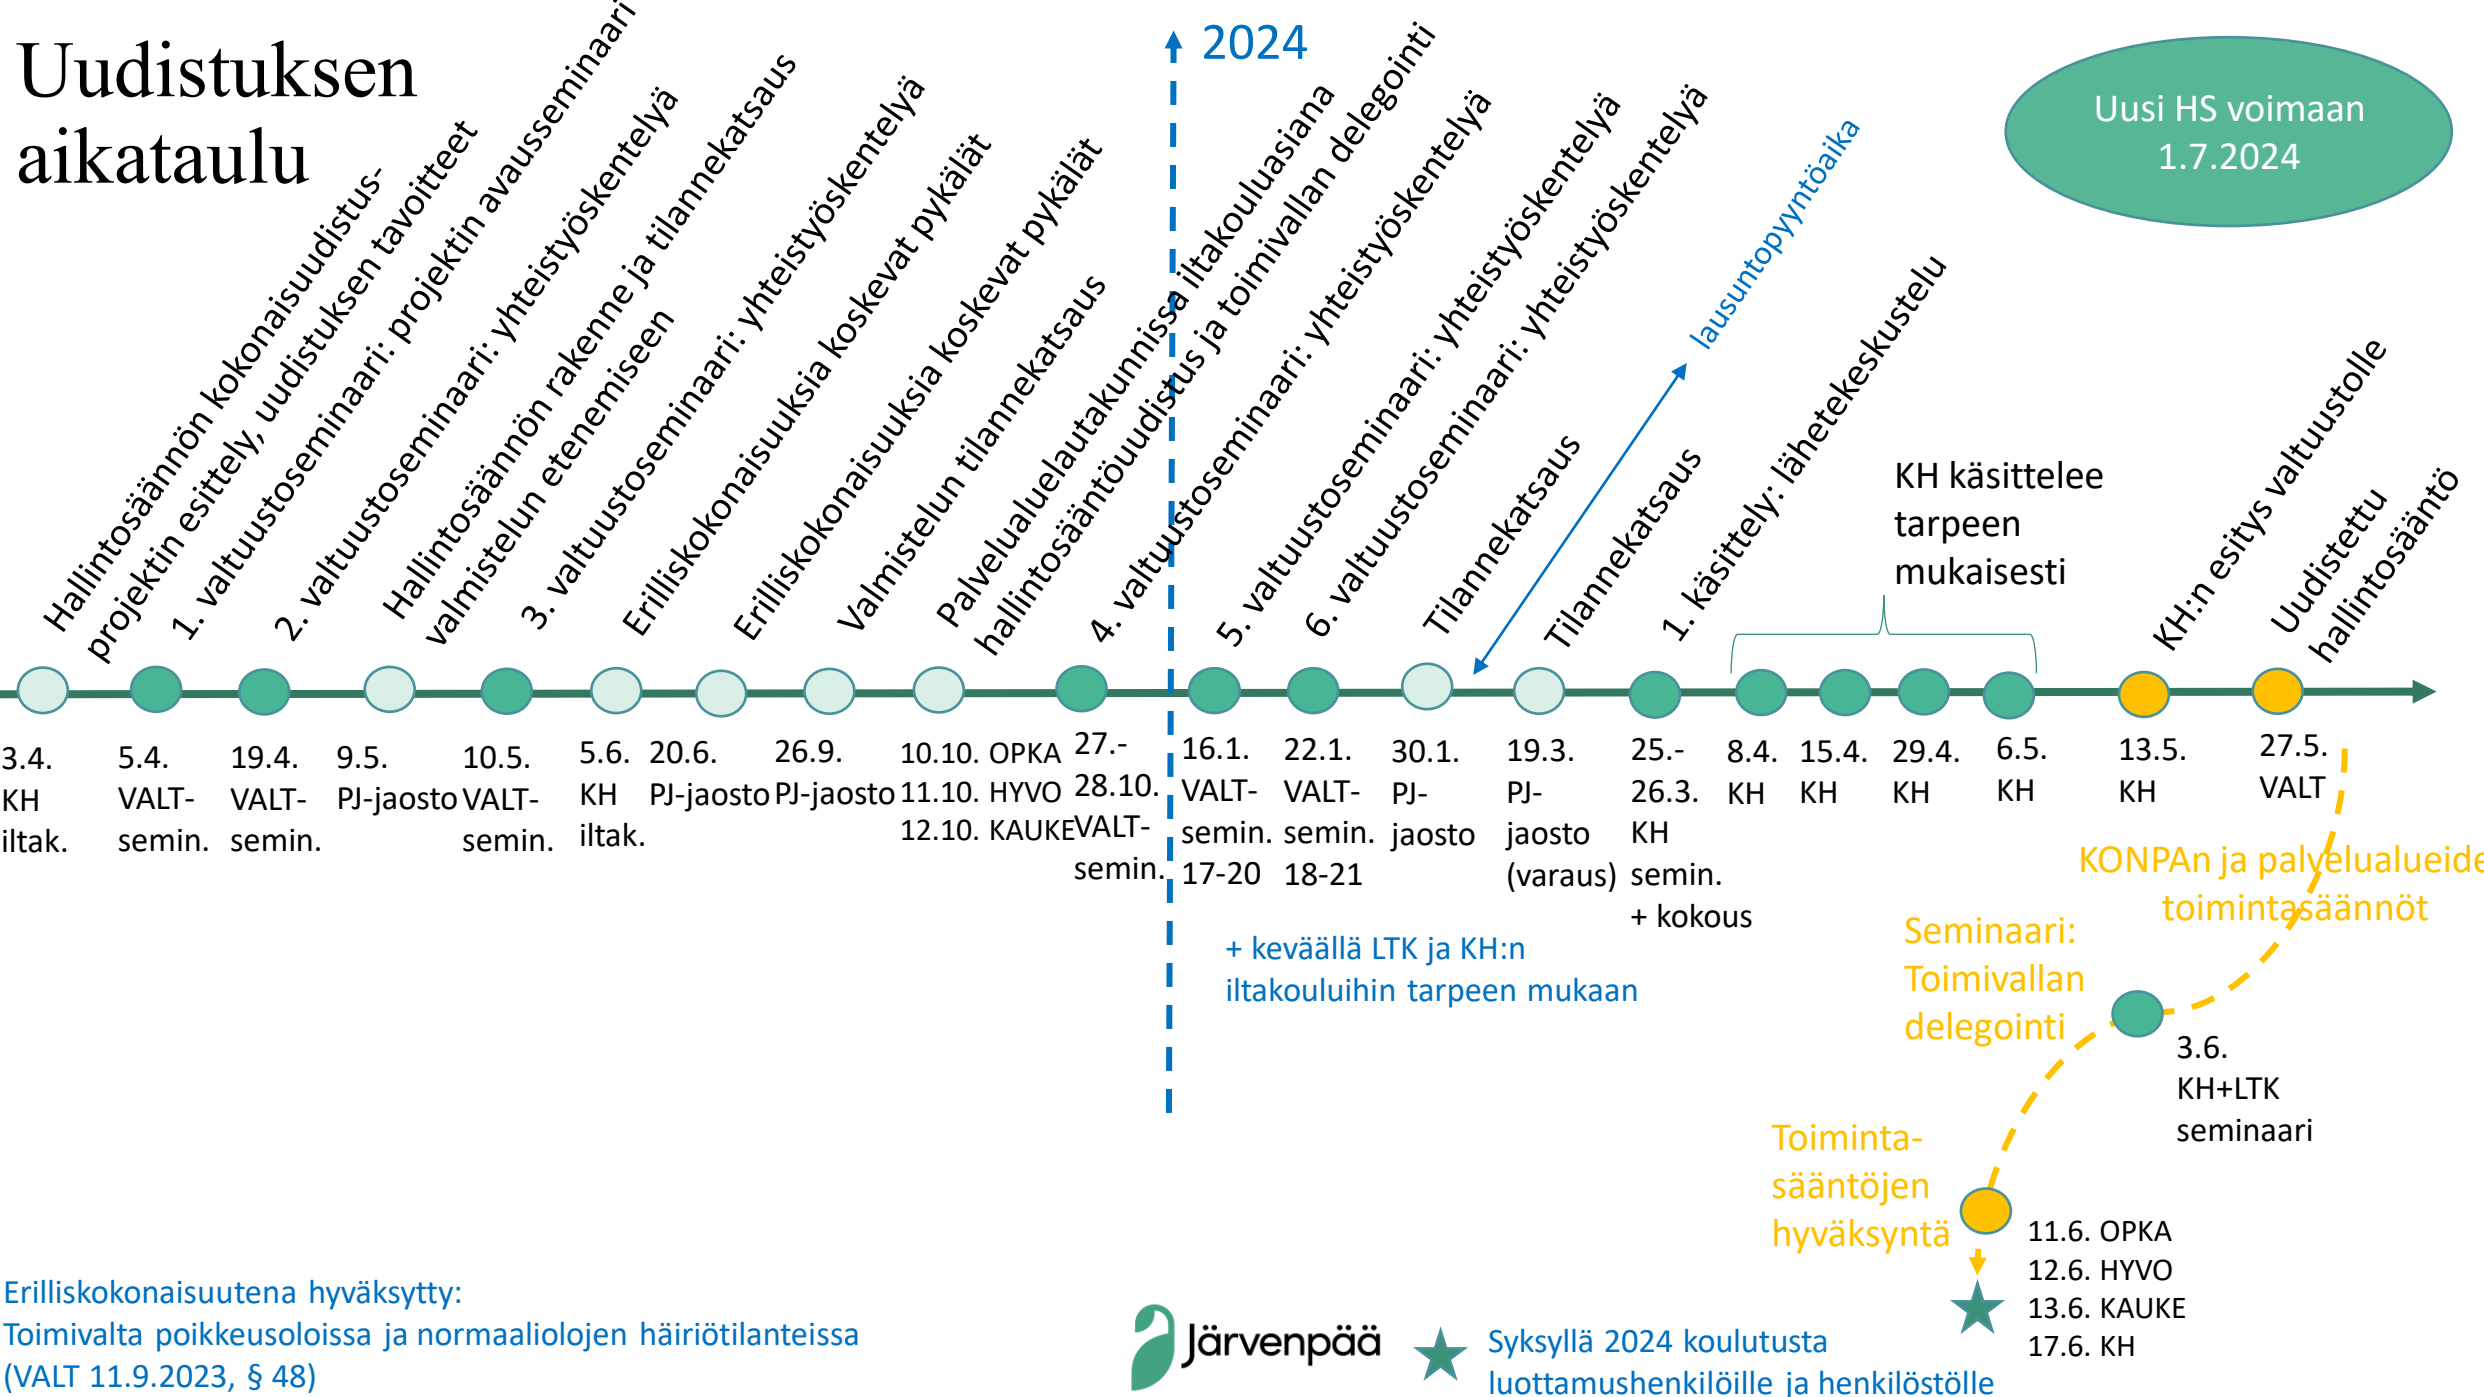 Uudistuksen
aikataulu
2024
Uusi HS voimaan
1.7.2024
Hallintosäännön kokonaisuudistus-
projektin esittely, uudistuksen tavoitteet
1. valtuustoseminaari: projektin avausseminaari
2. valtuustoseminaari: yhteistyöskentelyä
Hallintosäännön rakenne ja tilannekatsaus
valmistelun etenemiseen
3. valtuustoseminaari: yhteistyöskentelyä
Erilliskokonaisuuksia koskevat pykälät
Erilliskokonaisuuksia koskevat pykälät
Valmistelun tilannekatsaus
Palvelualuelautakunnissa iltakouluasiana
hallintosääntöuudistus ja toimivallan delegointi
4. valtuustoseminaari: yhteistyöskentelyä
5. valtuustoseminaari: yhteistyöskentelyä
6. valtuustoseminaari: yhteistyöskentelyä
Tilannekatsaus
lausuntopyyntöaika
Tilannekatsaus
1. käsittely: lähetekeskustelu
KH käsittelee
tarpeen
mukaisesti
KH:n esitys valtuustolle
Uudistettu
hallintosääntö
3.4.
KH
iltak.
5.4.
VALT-
semin.
19.4.
VALT-
semin.
9.5.
PJ-jaosto
10.5.
VALT-
semin.
5.6.
KH
iltak.
20.6.
PJ-jaosto
26.9.
PJ-jaosto
10.10. OPKA
11.10. HYVO
12.10. KAUKE
27.-
28.10.
VALT-
semin.
16.1.
VALT-
semin.
17-20
22.1.
VALT-
semin.
18-21
30.1.
PJ-
jaosto
19.3.
PJ-
jaosto
(varaus)
25.-
26.3.
KH
semin.
+ kokous
8.4.
KH
15.4.
KH
29.4.
KH
6.5.
KH
13.5.
KH
27.5.
VALT
+ keväällä LTK ja KH:n
iltakouluihin tarpeen mukaan
KONPAn ja palvelualueide
toimintasäännöt
Seminaari:
Toimivallan
delegointi
3.6.
KH+LTK
seminaari
Toiminta-
sääntöjen
hyväksyntä
11.6. OPKA
12.6. HYVO
13.6. KAUKE
17.6. KH
Erilliskokonaisuutena hyväksytty:
Toimivalta poikkeusoloissa ja normaaliolojen häiriötilanteissa
(VALT 11.9.2023, § 48)
Järvenpää
Syksyllä 2024 koulutusta
luottamushenkilöille ja henkilöstölle